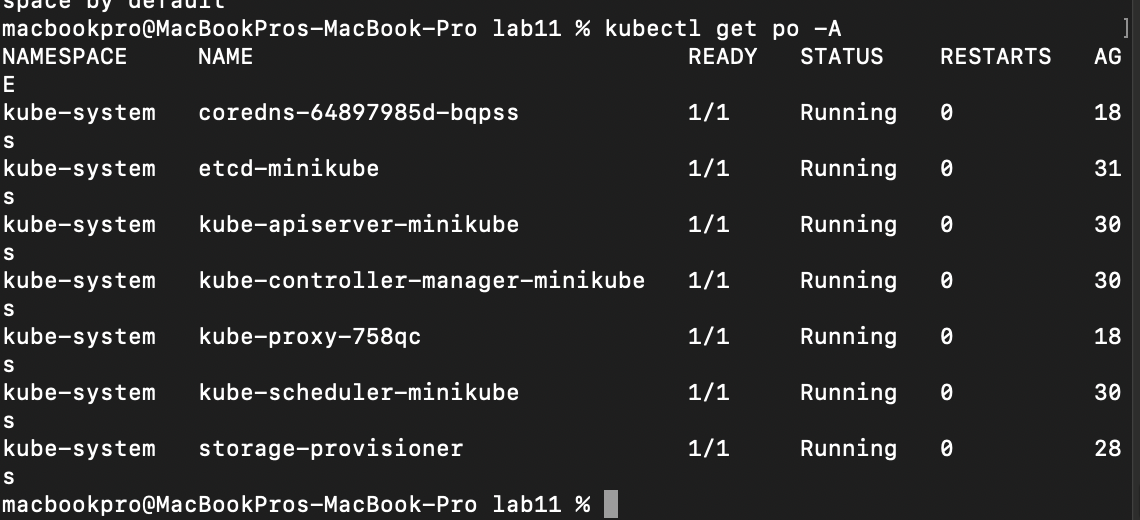 space by default
macbookpro@MacBookPros-MacBook-Pro lab11 % kubectl get po -A ]
NAMESPACE NAME READY STATUS RESTARTS AG
E
kube-system coredns-64897985d-bqpss 1/1 Running 0 18
s
kube-system etcd-minikube 1/1 Running 0 31
s
kube-system kube-apiserver-minikube 1/1 Running 0 30
s
kube-system kube-controller-manager-minikube 1/1 Running 0 30
s
kube-system kube-proxy-758qc 1/1 Running 0 18
s
kube-system kube-scheduler-minikube 1/1 Running 0 30
s
kube-system storage-provisioner 1/1 Running 0 28
s
macbookpro@MacBookPros-MacBook-Pro lab11 %